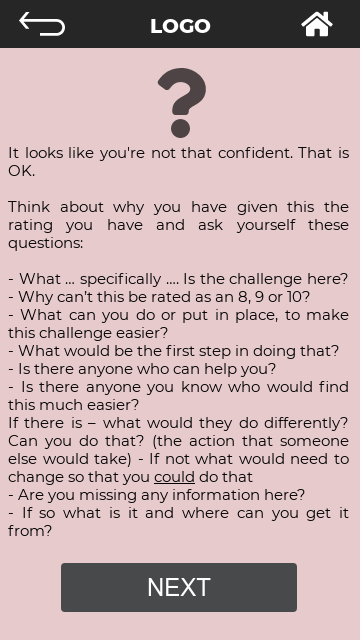 LOGO
?
It looks like you're not that confident. That is
OK.
Think about why you have given this the
rating you have and ask yourself these
questions:
- What ... specifically .... Is the challenge here?
- Why can't this be rated as an 8, 9 or 10?
- What can you do or put in place, to make
this challenge easier?
- What would be the first step in doing that?
- Is there anyone who can help you?
- Is there anyone you know who would find
this much easier?
If there is – what would they do differently?
Can you do that? (the action that someone
else would take) - If not what would need to
change so that you could do that
- Are you missing any information here?
- If so what is it and where can you get it
from?
NEXT